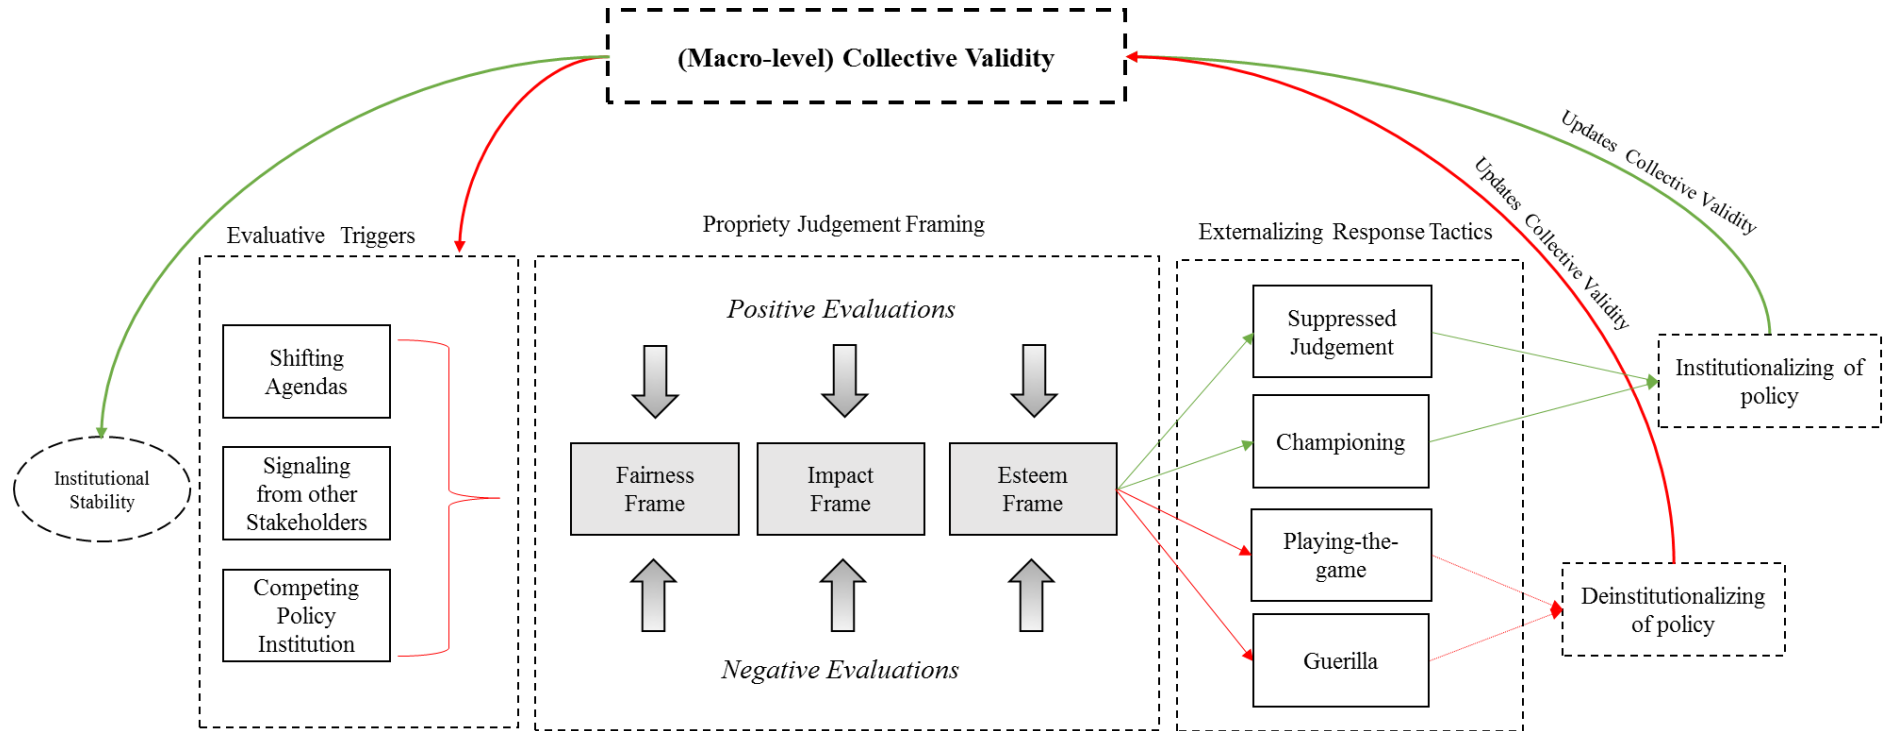 (Macro-level) Collective Validity
Updates Collective Validity
Updates Collective Validity
Evaluative Triggers
Propriety Judgement Framing
Externalizing Response Tactics
Institutional
Stability
Shifting
Agendas
Signaling
from other
Stakeholders
Competing
Policy
Institution
Positive Evaluations
Fairness
Frame
Impact
Frame
Esteem
Frame
Negative Evaluations
Suppressed
Judgement
Championing
Playing-the-
game
Guerilla
Institutionalizing of
policy
Deinstitutionalizing
of policy